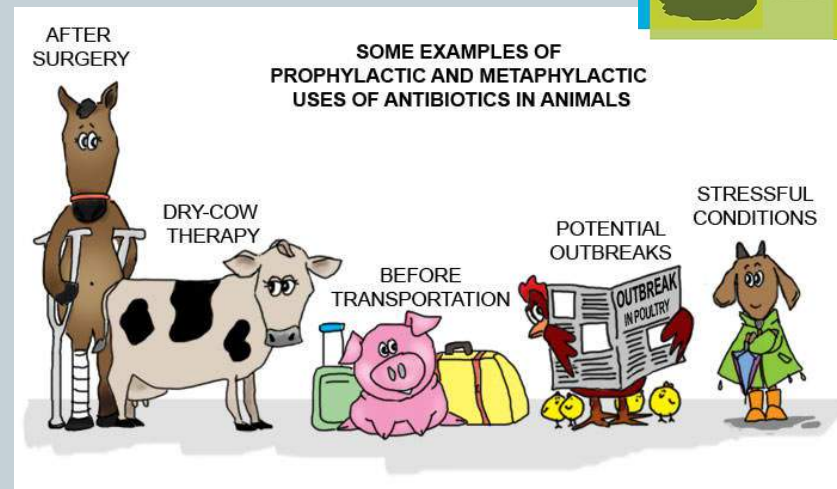 AFTER
SURGERY
SOME EXAMPLES OF
PROPHYLACTIC AND METAPHYLACTIC
USES OF ANTIBIOTICS IN ANIMALS
DRY-COW
THERAPY
BEFORE
TRANSPORTATION
POTENTIAL
OUTBREAKS
OUTBREAK
IN POULTRY
STRESSFUL
CONDITIONS